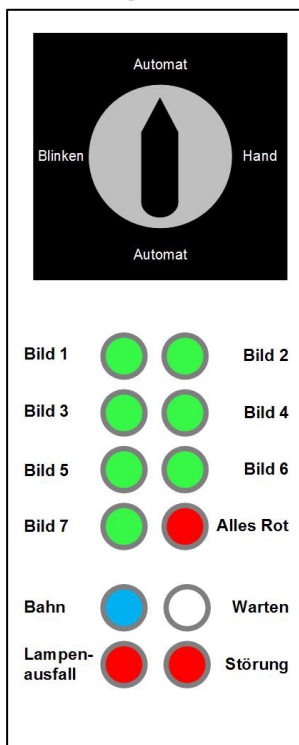 Automat
Blinken Hand
Automat
Bild 1 Bild 2
Bild 3 Bild 4
Bild 5 Bild 6
Bild 7 Alles Rot
Bahn Warten
Lampen-
ausfall Störung